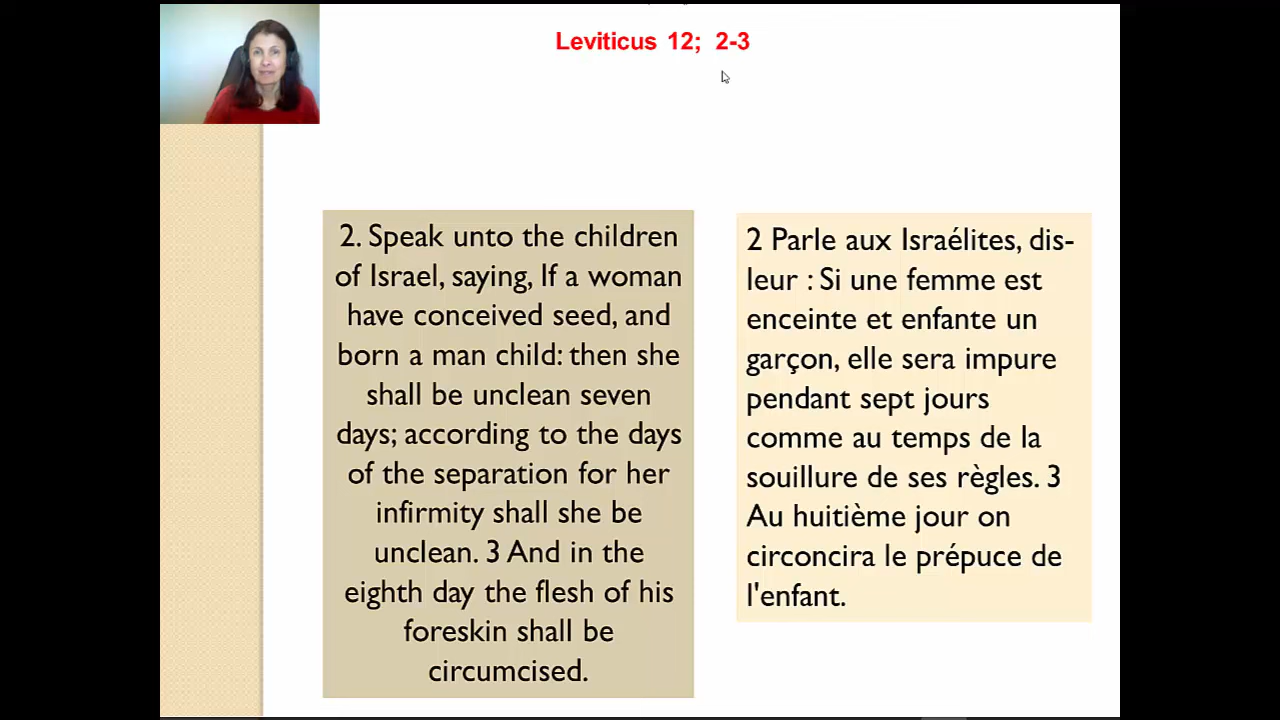 Leviticus 12; 2-3
2. Speak unto the children
of Israel, saying, If a woman
have conceived seed, and
born a man child: then she
shall be unclean seven
days; according to the days
of the separation for her
infirmity shall she be
unclean. 3 And in the
eighth day the flesh of his
foreskin shall be
circumcised.
2 Parle aux Israélites, dis-
leur : Si une femme est
enceinte et enfante un
garçon, elle sera impure
pendant sept jours
comme au temps de la
souillure de ses règles. 3
Au huitième jour on
circoncira le prépuce de
l'enfant.